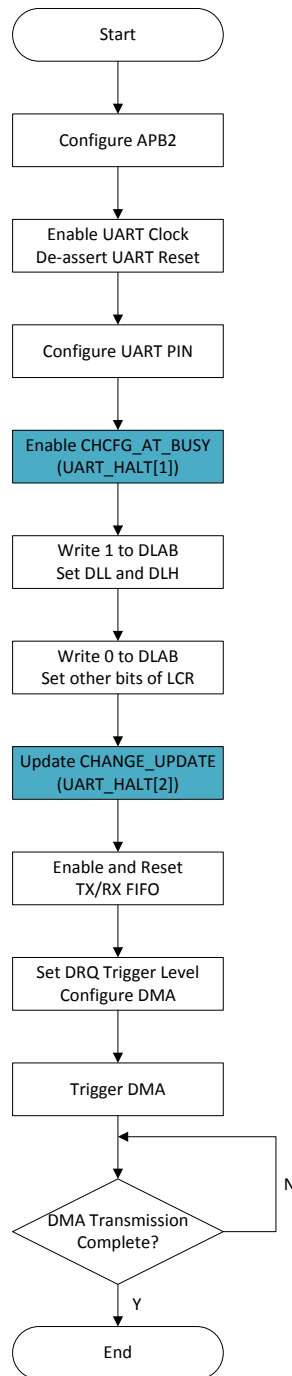 Start
Configure APB2
Enable UART Clock
De-assert UART Reset
Configure UART PIN
Enable CHCFG_AT_BUSY
(UART_HALT[1])
Write 1 to DLAB
Set DLL and DLH
Write 0 to DLAB
Set other bits of LCR
Update CHANGE_UPDATE
(UART_HALT[2])
Enable and Reset
TX/RX FIFO
Set DRQ Trigger Level
Configure DMA
Trigger DMA
N
DMA Transmission
Complete?
Y
End